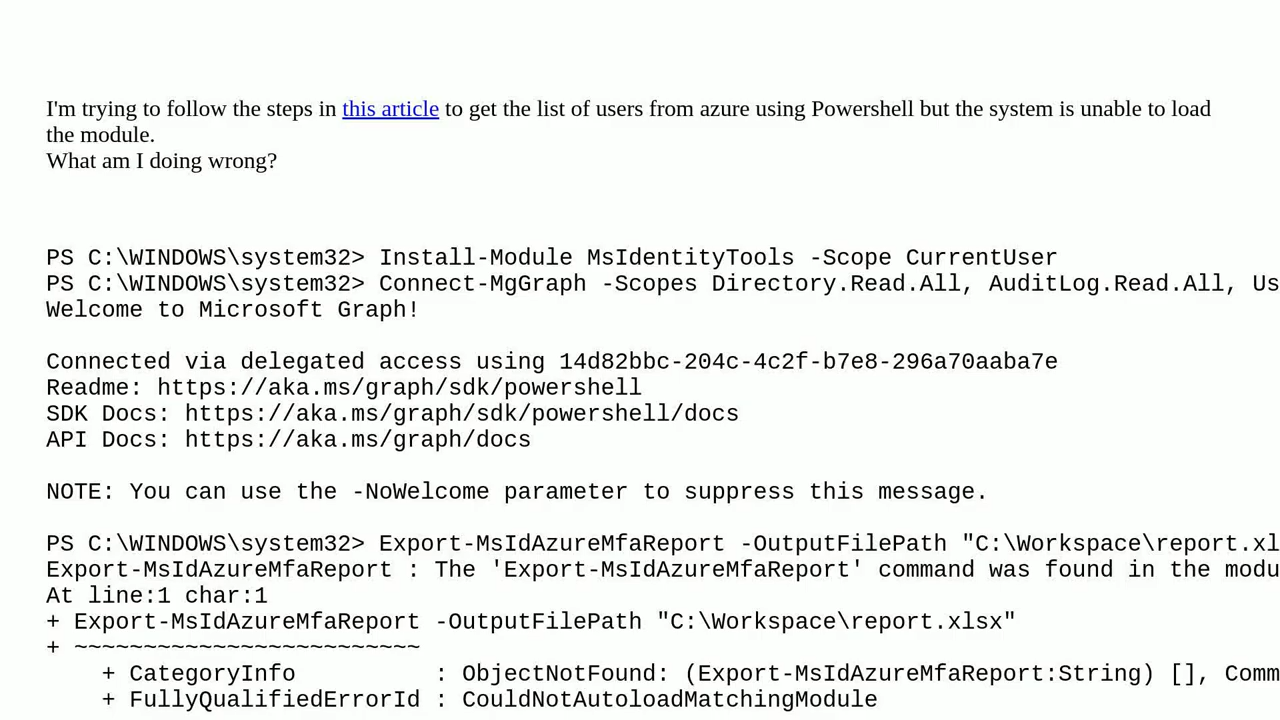 I'm trying to follow the steps in this article to get the list of users from azure using Powershell but the system is unable to load
the module.
What am I doing wrong?
PS C:\WINDOWS\system32> Install-Module MsIdentityTools -Scope CurrentUser
PS C:\WINDOWS\system32> Connect-MgGraph -Scopes Directory.Read.All, AuditLog.Read.All, Us
Welcome to Microsoft Graph!
Connected via delegated access using 14d82bbc-204c-4c2f-b7e8-296a70aaba7e
Readme: https://aka.ms/graph/sdk/powershell
SDK Docs: https://aka.ms/graph/sdk/powershell/docs
API Docs: https://aka.ms/graph/docs
NOTE: You can use the -NoWelcome parameter to suppress this message.
PS C:\WINDOWS\system32> Export-MsIdAzureMfaReport -OutputFilePath "C:\Workspace\report.xl
Export-MsIdAzureMfaReport : The 'Export-MsIdAzureMfaReport' command was found in the modu
At line:1 char:1
+ Export-MsIdAzureMfaReport -OutputFilePath "C:\Workspace\report.xlsx"
+ ~~~~~~~~~~~~~~~~~~~~~~~~~
    + CategoryInfo          : ObjectNotFound: (Export-MsIdAzureMfaReport:String) [], Comm
    + FullyQualifiedErrorId : CouldNotAutoloadMatchingModule